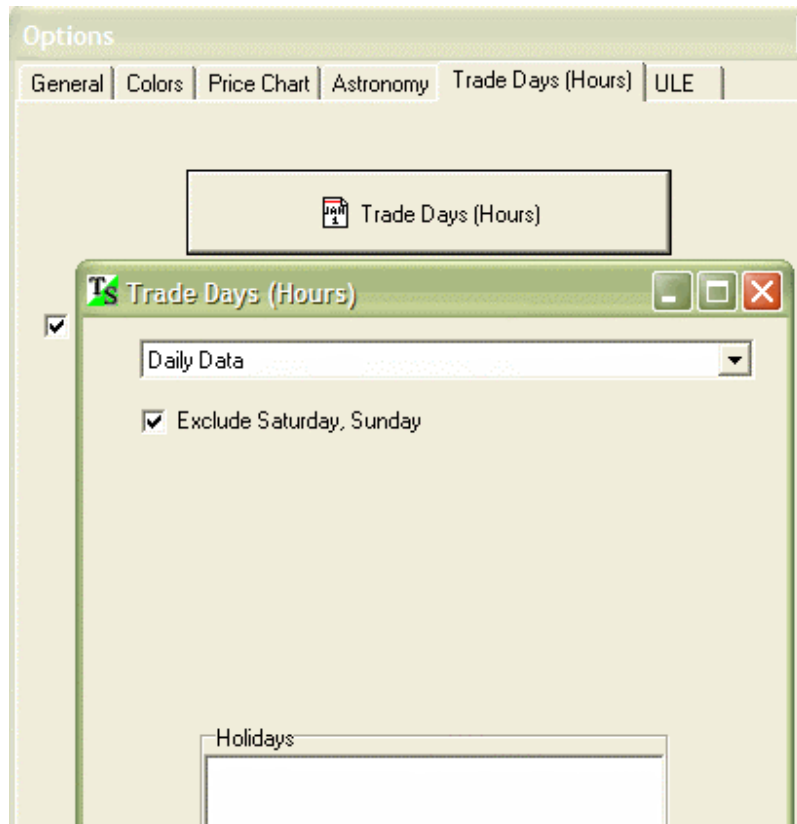 Options
General Colors Price Chart Astronomy Trade Days (Hours) ULE
JAN
1
Trade Days (Hours)
TS Trade Days (Hours)
Daily Data
Exclude Saturday, Sunday
Holidays